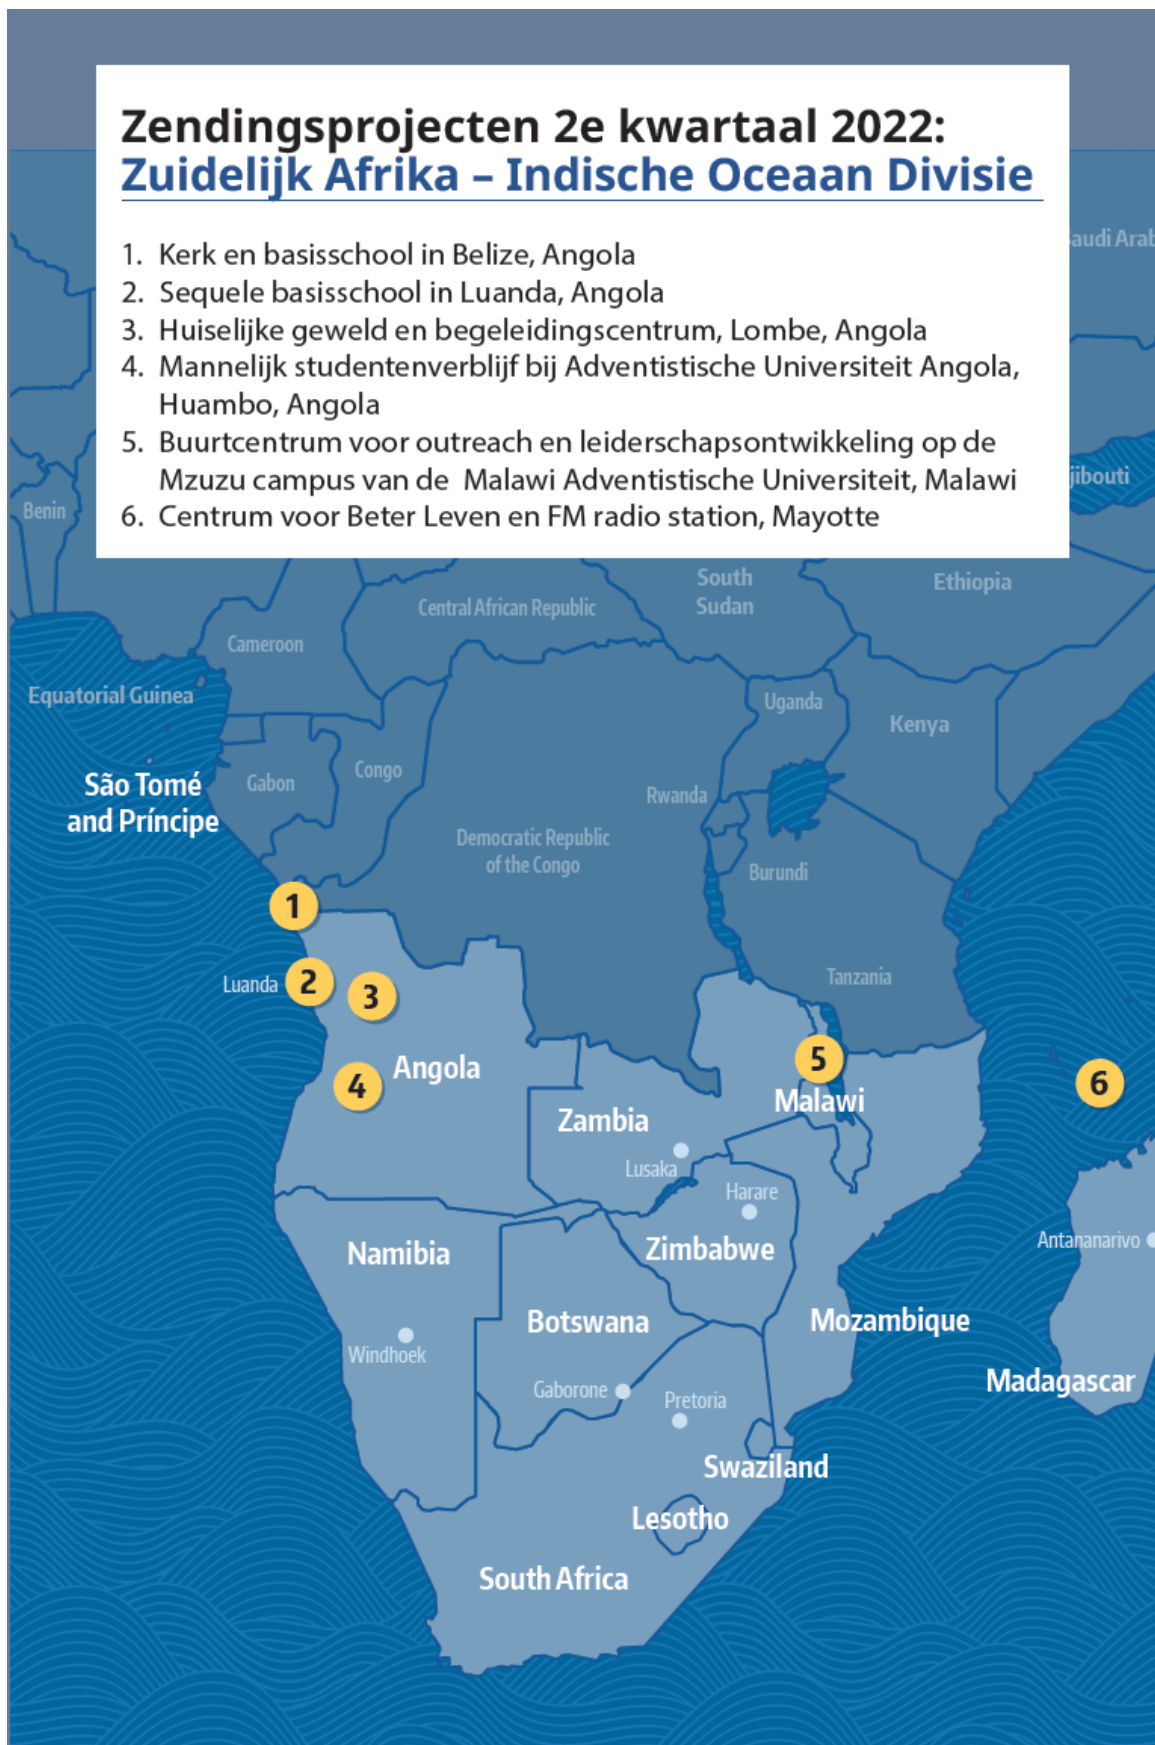 Zendingsprojecten 2e kwartaal 2022:
Zuidelijk Afrika – Indische Oceaan Divisie
1. Kerk en basisschool in Belize, Angola
2. Sequele basisschool in Luanda, Angola
3. Huiselijke geweld en begeleidingscentrum, Lombe, Angola
4. Mannelijk studentenverblijf bij Adventistische Universiteit Angola,
Huambo, Angola
5. Buurtcentrum voor outreach en leiderschapsontwikkeling op de
Mzuzu campus van de Malawi Adventistische Universiteit, Malawi
6. Centrum voor Beter Leven en FM radio station, Mayotte
Benin
South
Sudan
Ethiopia
Central African Republic
Cameroon
Equatorial Guinea
Uganda
Kenya
São Tomé
and Príncipe
Gabon
Congo
Rwanda
Democratic Republic
of the Congo
Burundi
1
Luanda
2
3
Tanzania
Angola
4
5
6
Malawi
Zambia
Lusaka
Harare
Namibia
Zimbabwe
Antananarivo
Botswana
Mozambique
Windhoek
Gaborone
Pretoria
Madagascar
Swaziland
Lesotho
South Africa